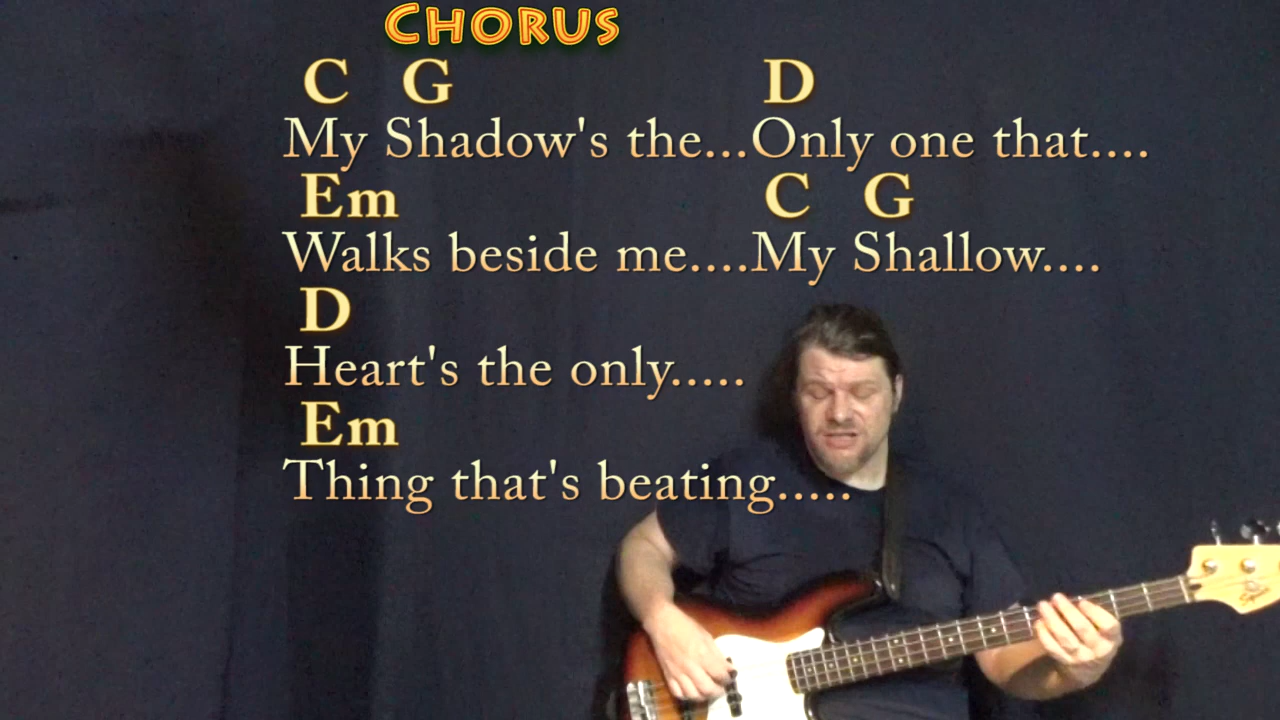 CHORUS
C G D
My Shadow's the...Only one that....
Em C G
Walks beside me....My Shallow....
D
Heart's the only.....
Em
Thing that's beating.....